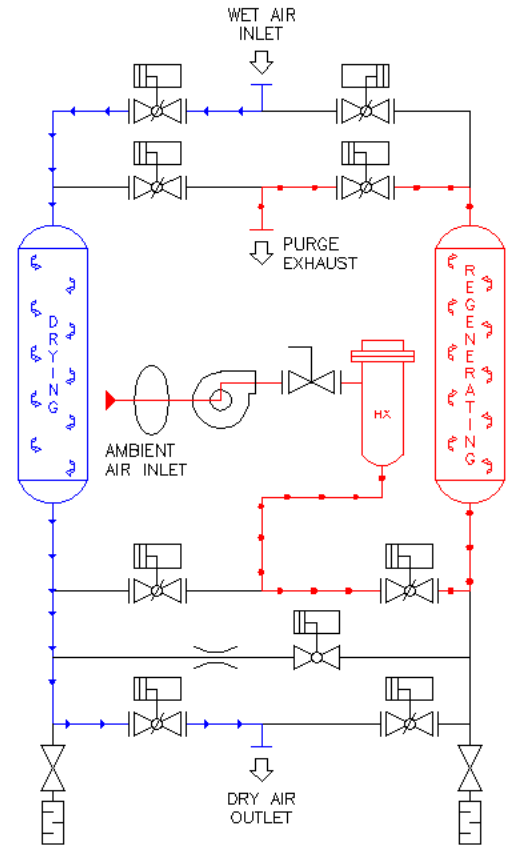 WET AIR
INLET
PURGE
EXHAUST
DRYING
REGENERATING
HX
AMBIENT
AIR INLET
DRY AIR
OUTLET